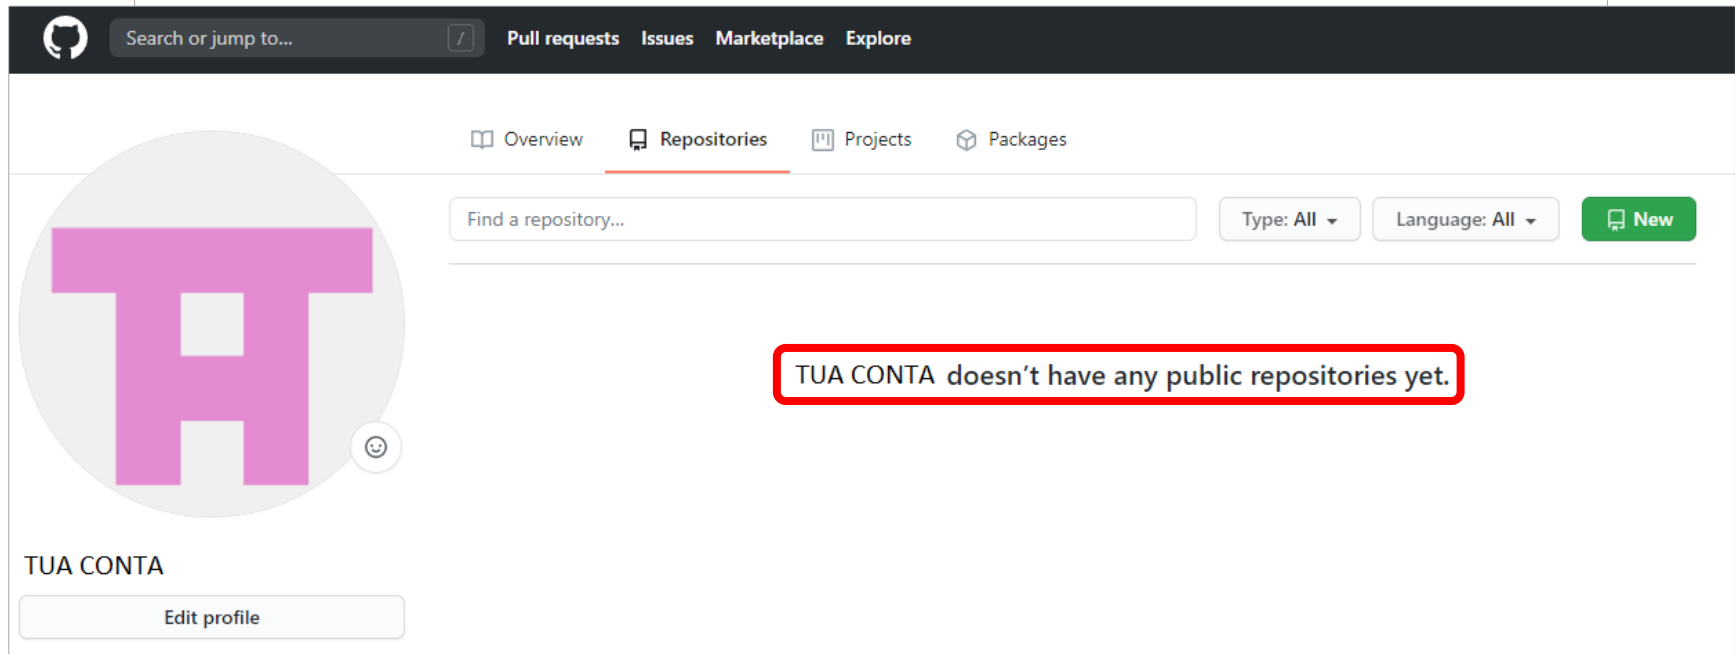 Search or jump to... /
Pull requests Issues Marketplace Explore
Overview Repositories Projects Packages
Find a repository... Type: All Language: All New
TUA CONTA doesn't have any public repositories yet.
TUA CONTA
Edit profile